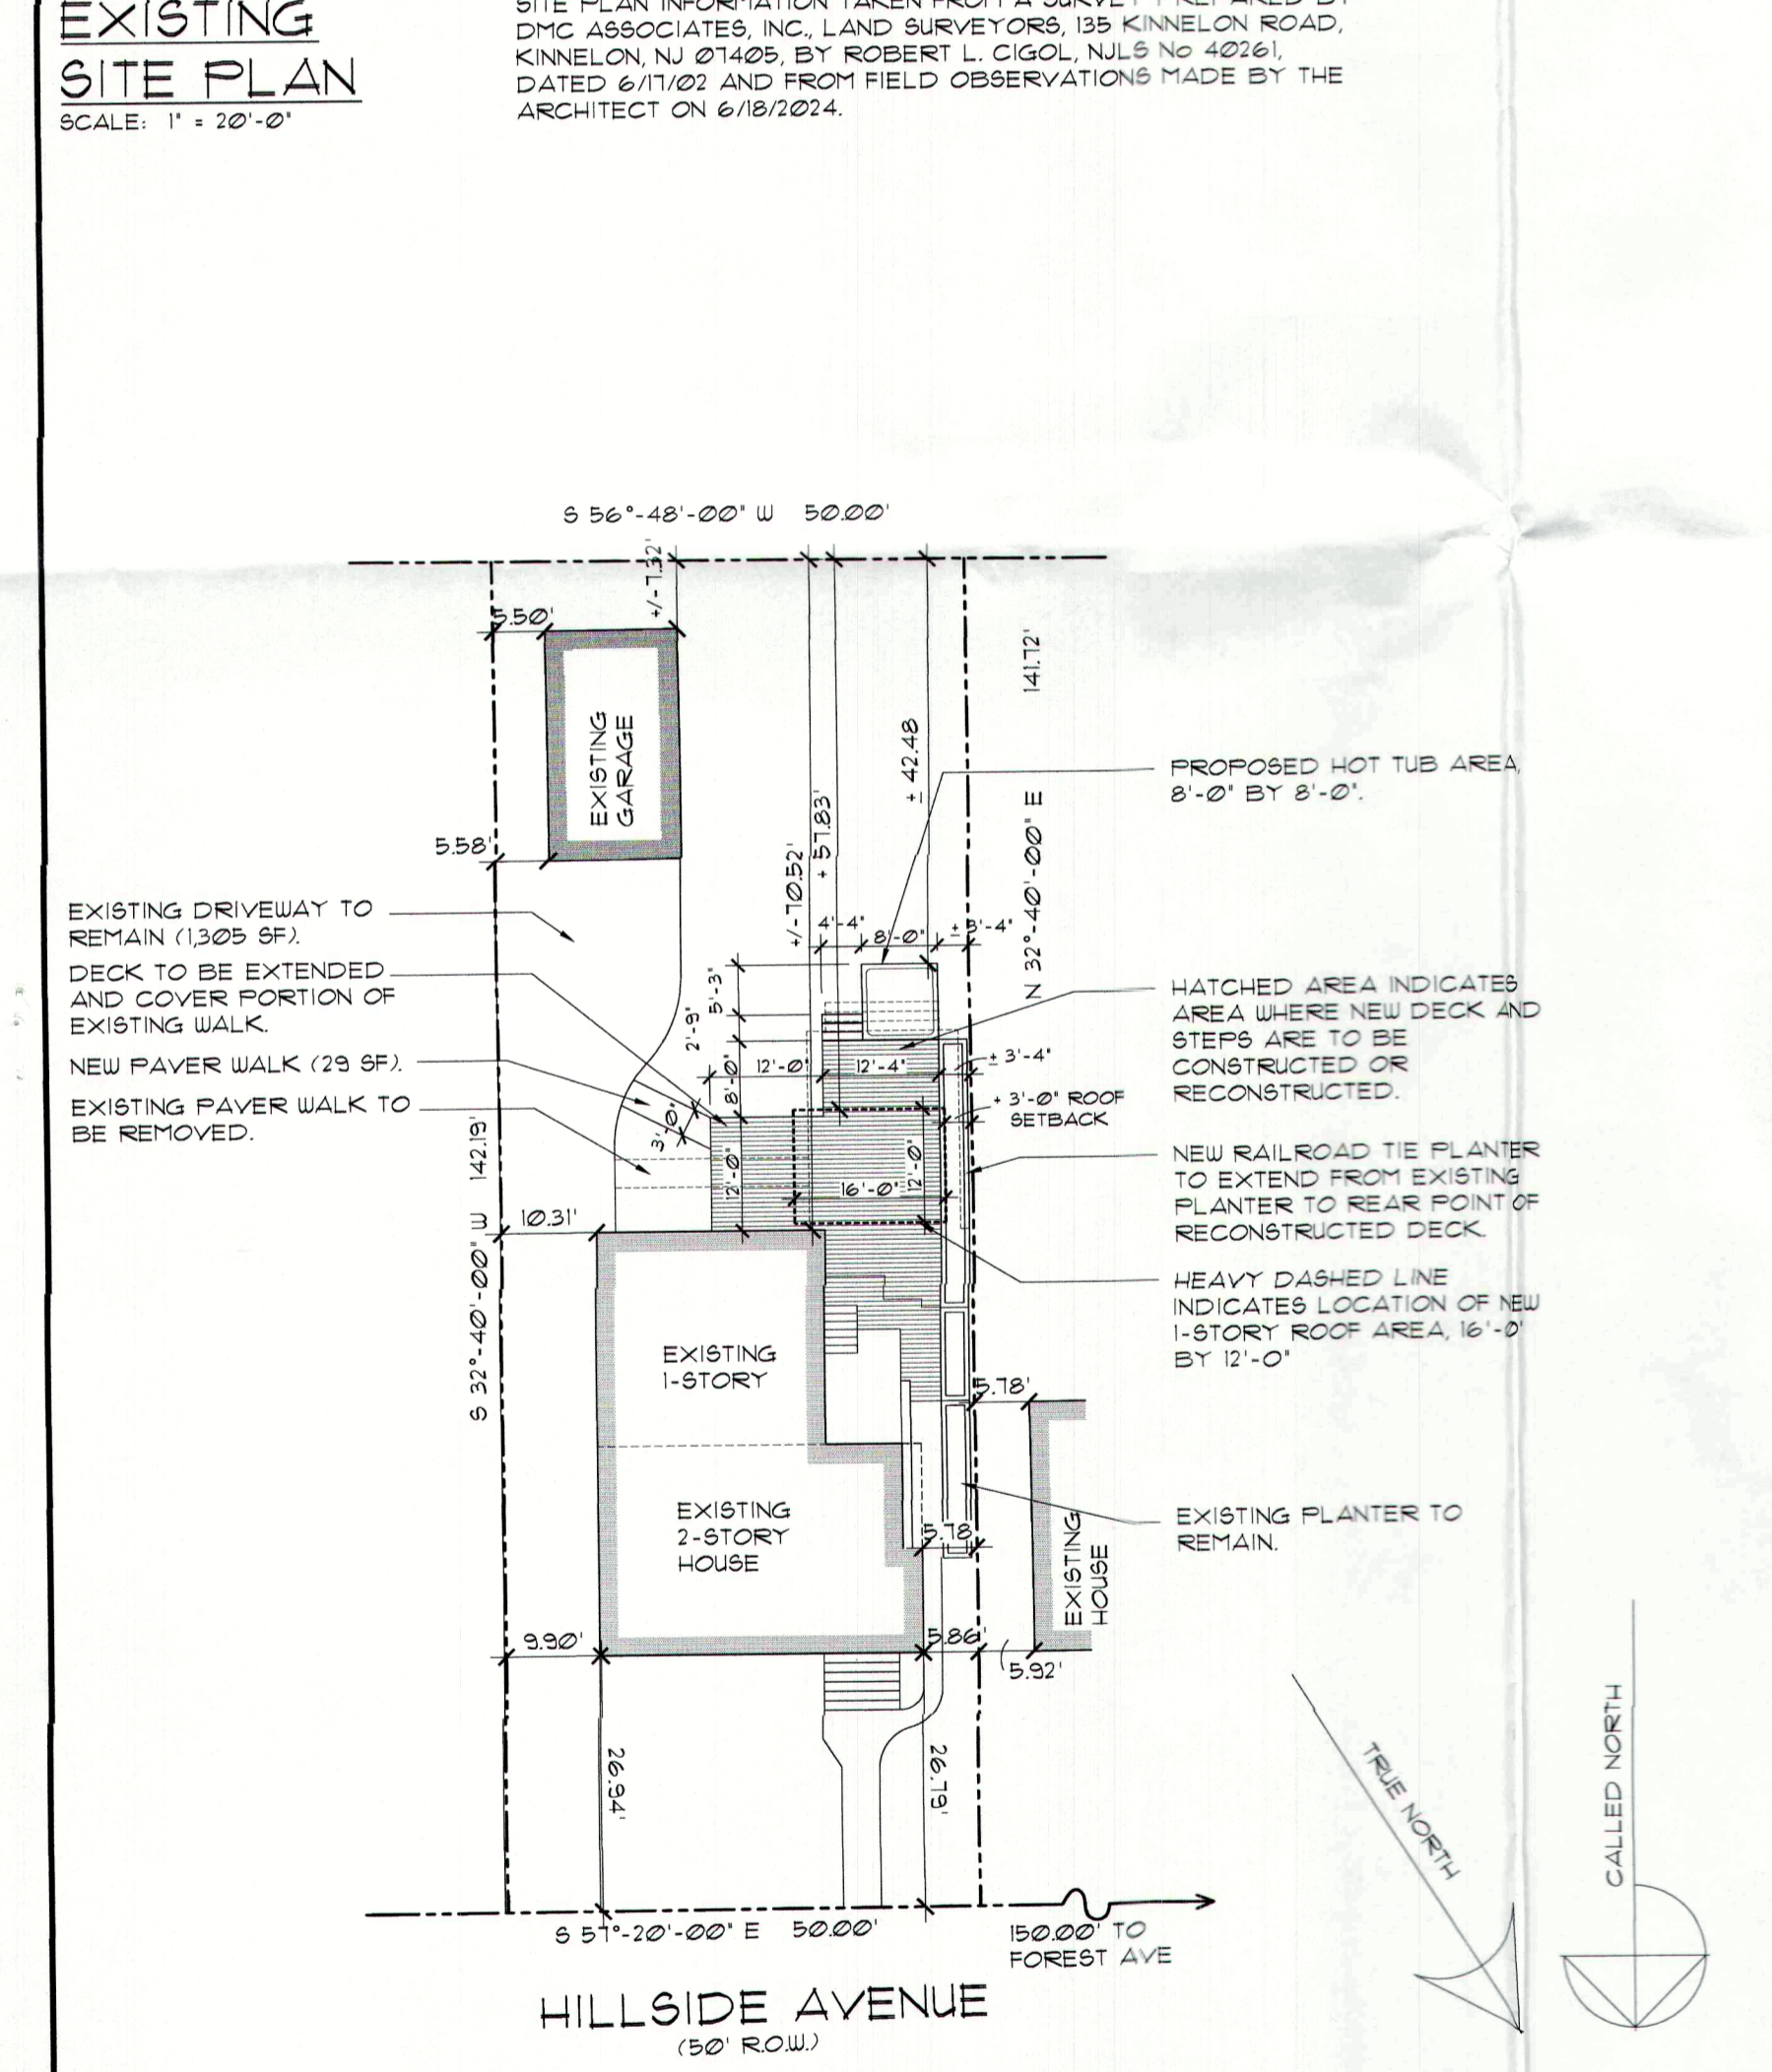 EXISTING
SITE PLAN
SCALE: 1" = 20'-0"
SITE PLAN INFORMATION TAKEN FROM A SURVEY PREPARED BY
DMC ASSOCIATES, INC., LAND SURVEYORS, 135 KINNELON ROAD,
KINNELON, NJ 07405, BY ROBERT L. CIGOL, NJLS No 40261,
DATED 6/17/02 AND FROM FIELD OBSERVATIONS MADE BY THE
ARCHITECT ON 6/18/2024.
S 56°-48'-00" W 50.00'
+/- 7.32'
5.50'
141.72'
EXISTING
GARAGE
± 42.48
PROPOSED HOT TUB AREA,
8'-0" BY 8'-0".
+ 57.83'
N 32°-40'-00" E
5.58'
+/-70.52'
EXISTING DRIVEWAY TO
REMAIN (1,305 SF).
4'-4"
8'-0"
± 3'-4"
DECK TO BE EXTENDED
AND COVER PORTION OF
EXISTING WALK.
5'-3"
HATCHED AREA INDICATES
AREA WHERE NEW DECK AND
STEPS ARE TO BE
CONSTRUCTED OR
RECONSTRUCTED.
2'-9"
NEW PAVER WALK (29 SF).
12'-0"
12'-4"
± 3'-4"
8'-0"
EXISTING PAVER WALK TO
BE REMOVED.
3'-0"
+ 3'-0" ROOF
SETBACK
NEW RAILROAD TIE PLANTER
TO EXTEND FROM EXISTING
PLANTER TO REAR POINT OF
RECONSTRUCTED DECK.
12'-0"
16'-0"
12'-0"
S 32°-40'-00" W 142.19'
10.31'
HEAVY DASHED LINE
INDICATES LOCATION OF NEW
1-STORY ROOF AREA, 16'-0'
BY 12'-0"
EXISTING
1-STORY
5.78'
EXISTING
2-STORY
HOUSE
5.78
EXISTING PLANTER TO
REMAIN.
EXISTING
HOUSE
9.90'
5.86'
5.92'
26.94'
26.79'
TRUE NORTH
CALLED NORTH
S 57°-20'-00" E 50.00'
150.00' TO
FOREST AVE
HILLSIDE AVENUE
(50' R.O.W.)